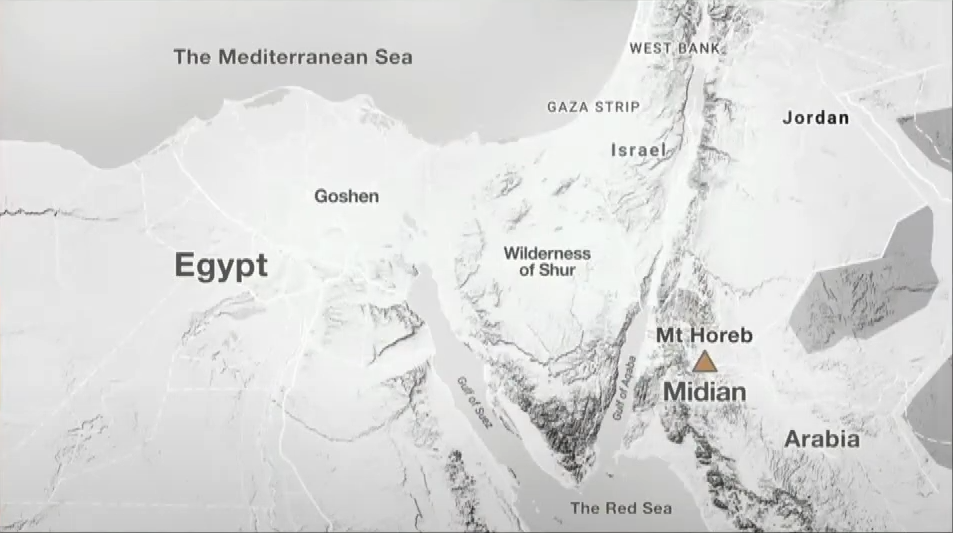 The Mediterranean Sea
WEST BANK
GAZA STRIP
Jordan
Israel
Goshen
Egypt
Wilderness
of Shur
Mt Horeb
Midian
Gulf of Suez
Gulf of Arabia
Arabia
The Red Sea